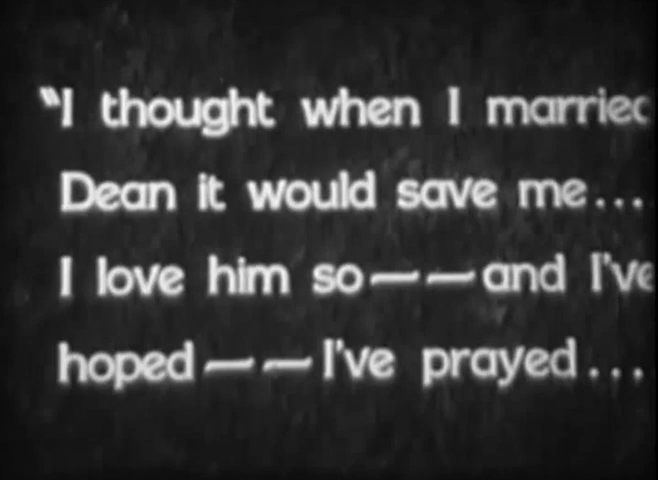 "I thought when I married
Dean it would save me....
I love him so——and I've
hoped——I've prayed...